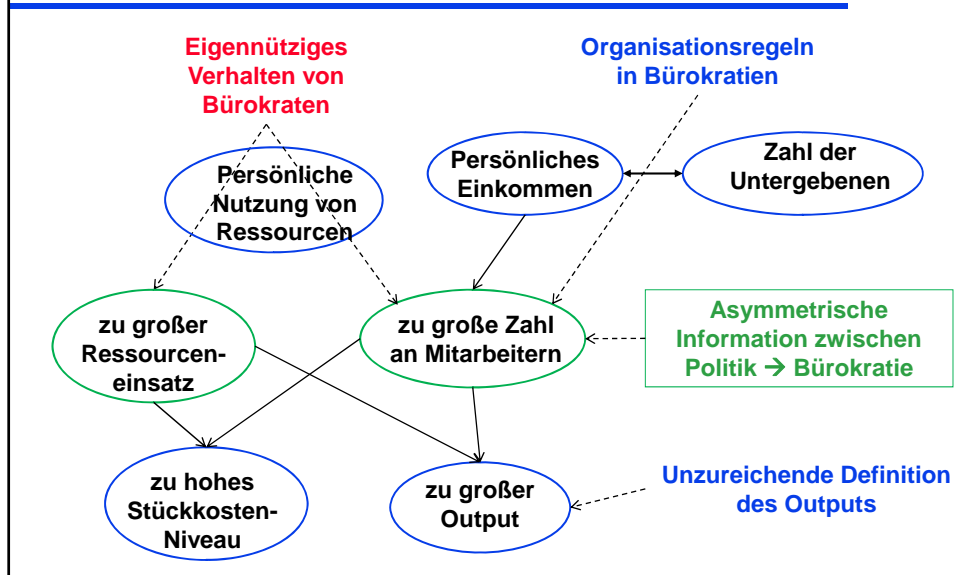 Eigennütziges
Verhalten von
Bürokraten
Organisationsregeln
in Bürokratien
Persönliche
Nutzung von
Ressourcen
Persönliches
Einkommen
Zahl der
Untergebenen
zu großer
Ressourcen-
einsatz
zu große Zahl
an Mitarbeitern
Asymmetrische
Information zwischen
Politik → Bürokratie
zu hohes
Stückkosten-
Niveau
zu großer
Output
Unzureichende Definition
des Outputs